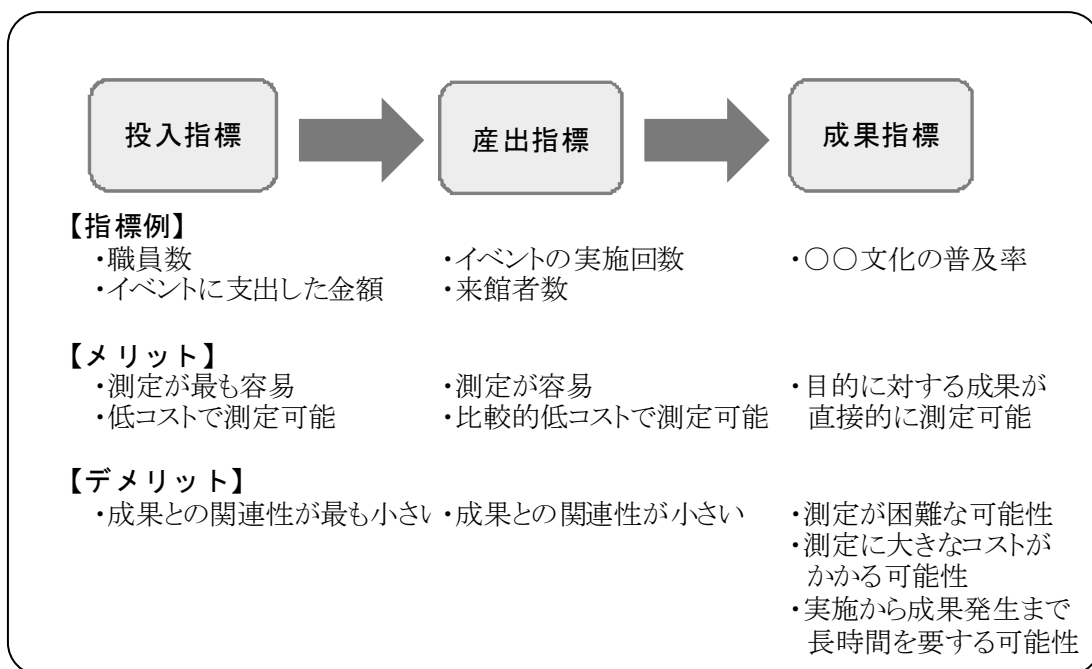 投入指標
産出指標
成果指標
【指標例】
・職員数
・イベントに支出した金額
・イベントの実施回数
・来館者数
・〇〇文化の普及率
【メリット】
・測定が最も容易
・低コストで測定可能
・測定が容易
・比較的低コストで測定可能
・目的に対する成果が
直接的に測定可能
【デメリット】
・成果との関連性が最も小さい
・成果との関連性が小さい
・測定が困難な可能性
・測定に大きなコストが
かかる可能性
・実施から成果発生まで
長時間を要する可能性